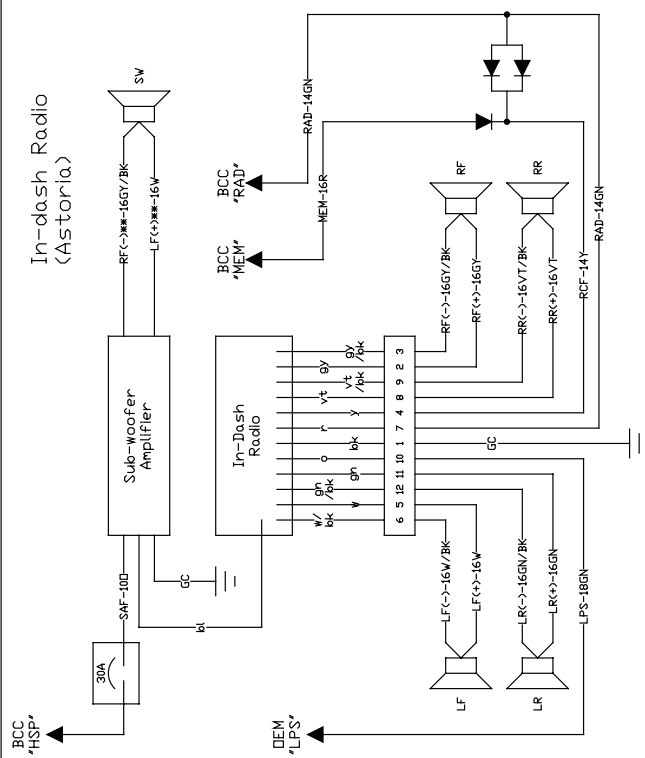 In-dash Radio
(Astoria)
SW
RF(-)**-16GY/BK
LF(+)**-16W
Sub-Woofer
Amplifier
SAF-10O
GC
bl
30A
BCC
"HSP"
BCC
"RAD"
RAD-14GN
BCC
"MEM"
MEM-16R
In-Dash
Radio
gy
/bk
gy
vt
/bk
vt
y
r
bk
o
gn
gn
/bk
w
w/
bk
3
2
9
8
4
7
1
10
11
12
5
6
RF
RF(-)-16GY/BK
RF(+)-16GY
RR
RR(-)-16VT/BK
RR(+)-16VT
RCF-14Y
RAD-14GN
GC
LF(-)-16W/BK
LF(+)-16W
LF
LR(-)-16GN/BK
LR(+)-16GN
LR
LPS-18GN
OEM
"LPS"